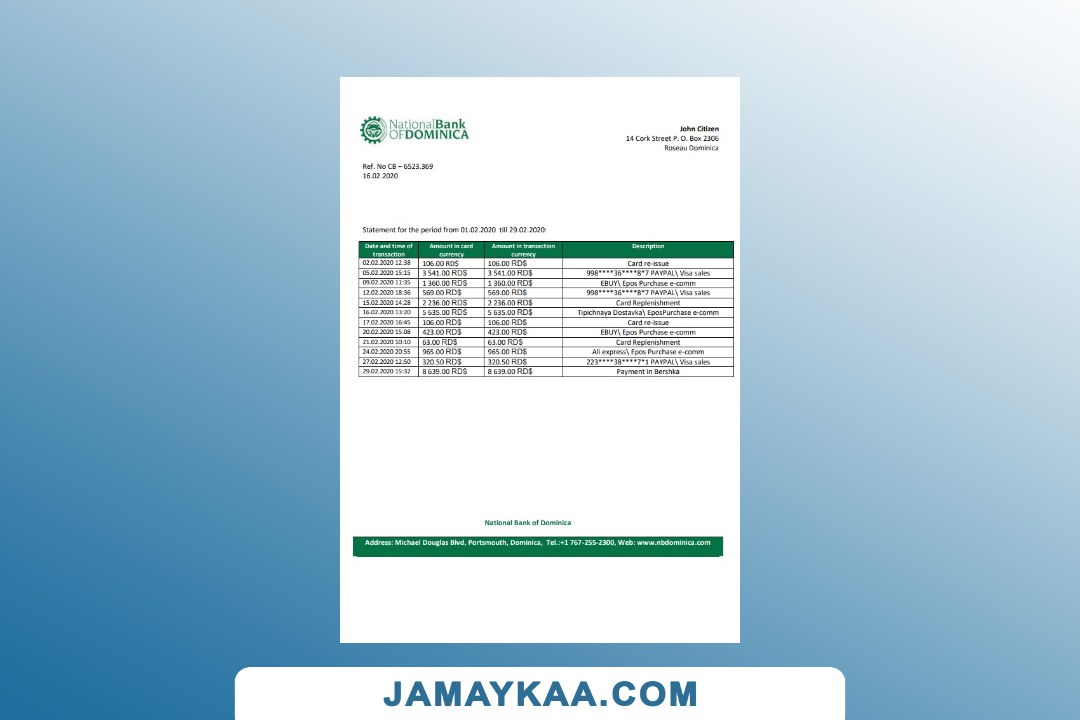 NationalBank
OFDOMINICA
John Citizen
14 Cork Street P. O. Box 2306
Roseau Dominica
Ref. No CB – 6523.369
16.02.2020
Statement for the period from 01.02.2020 till 29.02.2020:
Date and time of transaction Amount in card currency Amount in transaction currency Description
02.02.2020 12:38 106.00 RD$ 106.00 RD$ Card re-issue
05.02.2020 15:15 3 541.00 RD$ 3 541.00 RD$ 998****36****8*7 PAYPAL\ Visa sales
09.02.2020 11:35 1 360.00 RD$ 1 360.00 RD$ EBUY\ Epos Purchase e-comm
12.02.2020 18:36 569.00 RD$ 569.00 RD$ 998****36****8*7 PAYPAL\ Visa sales
15.02.2020 14:28 2 236.00 RD$ 2 236.00 RD$ Card Replenishment
16.02.2020 13:20 5 635.00 RD$ 5 635.00 RD$ Tipichnaya Dostavka\ EposPurchase e-comm
17.02.2020 16:45 106.00 RD$ 106.00 RD$ Card re-issue
20.02.2020 15:08 423.00 RD$ 423.00 RD$ EBUY\ Epos Purchase e-comm
21.02.2020 10:10 63.00 RD$ 63.00 RD$ Card Replenishment
24.02.2020 20:55 965.00 RD$ 965.00 RD$ Ali express\ Epos Purchase e-comm
27.02.2020 12:50 320.50 RD$ 320.50 RD$ 223****38****7*1 PAYPAL\ Visa sales
29.02.2020 15:32 8 639.00 RD$ 8 639.00 RD$ Payment in Bershka
National Bank of Dominica
Address: Michael Douglas Blvd, Portsmouth, Dominica, Tel.:+1 767-255-2300, Web: www.nbdominica.com
JAMAYKAA.COM